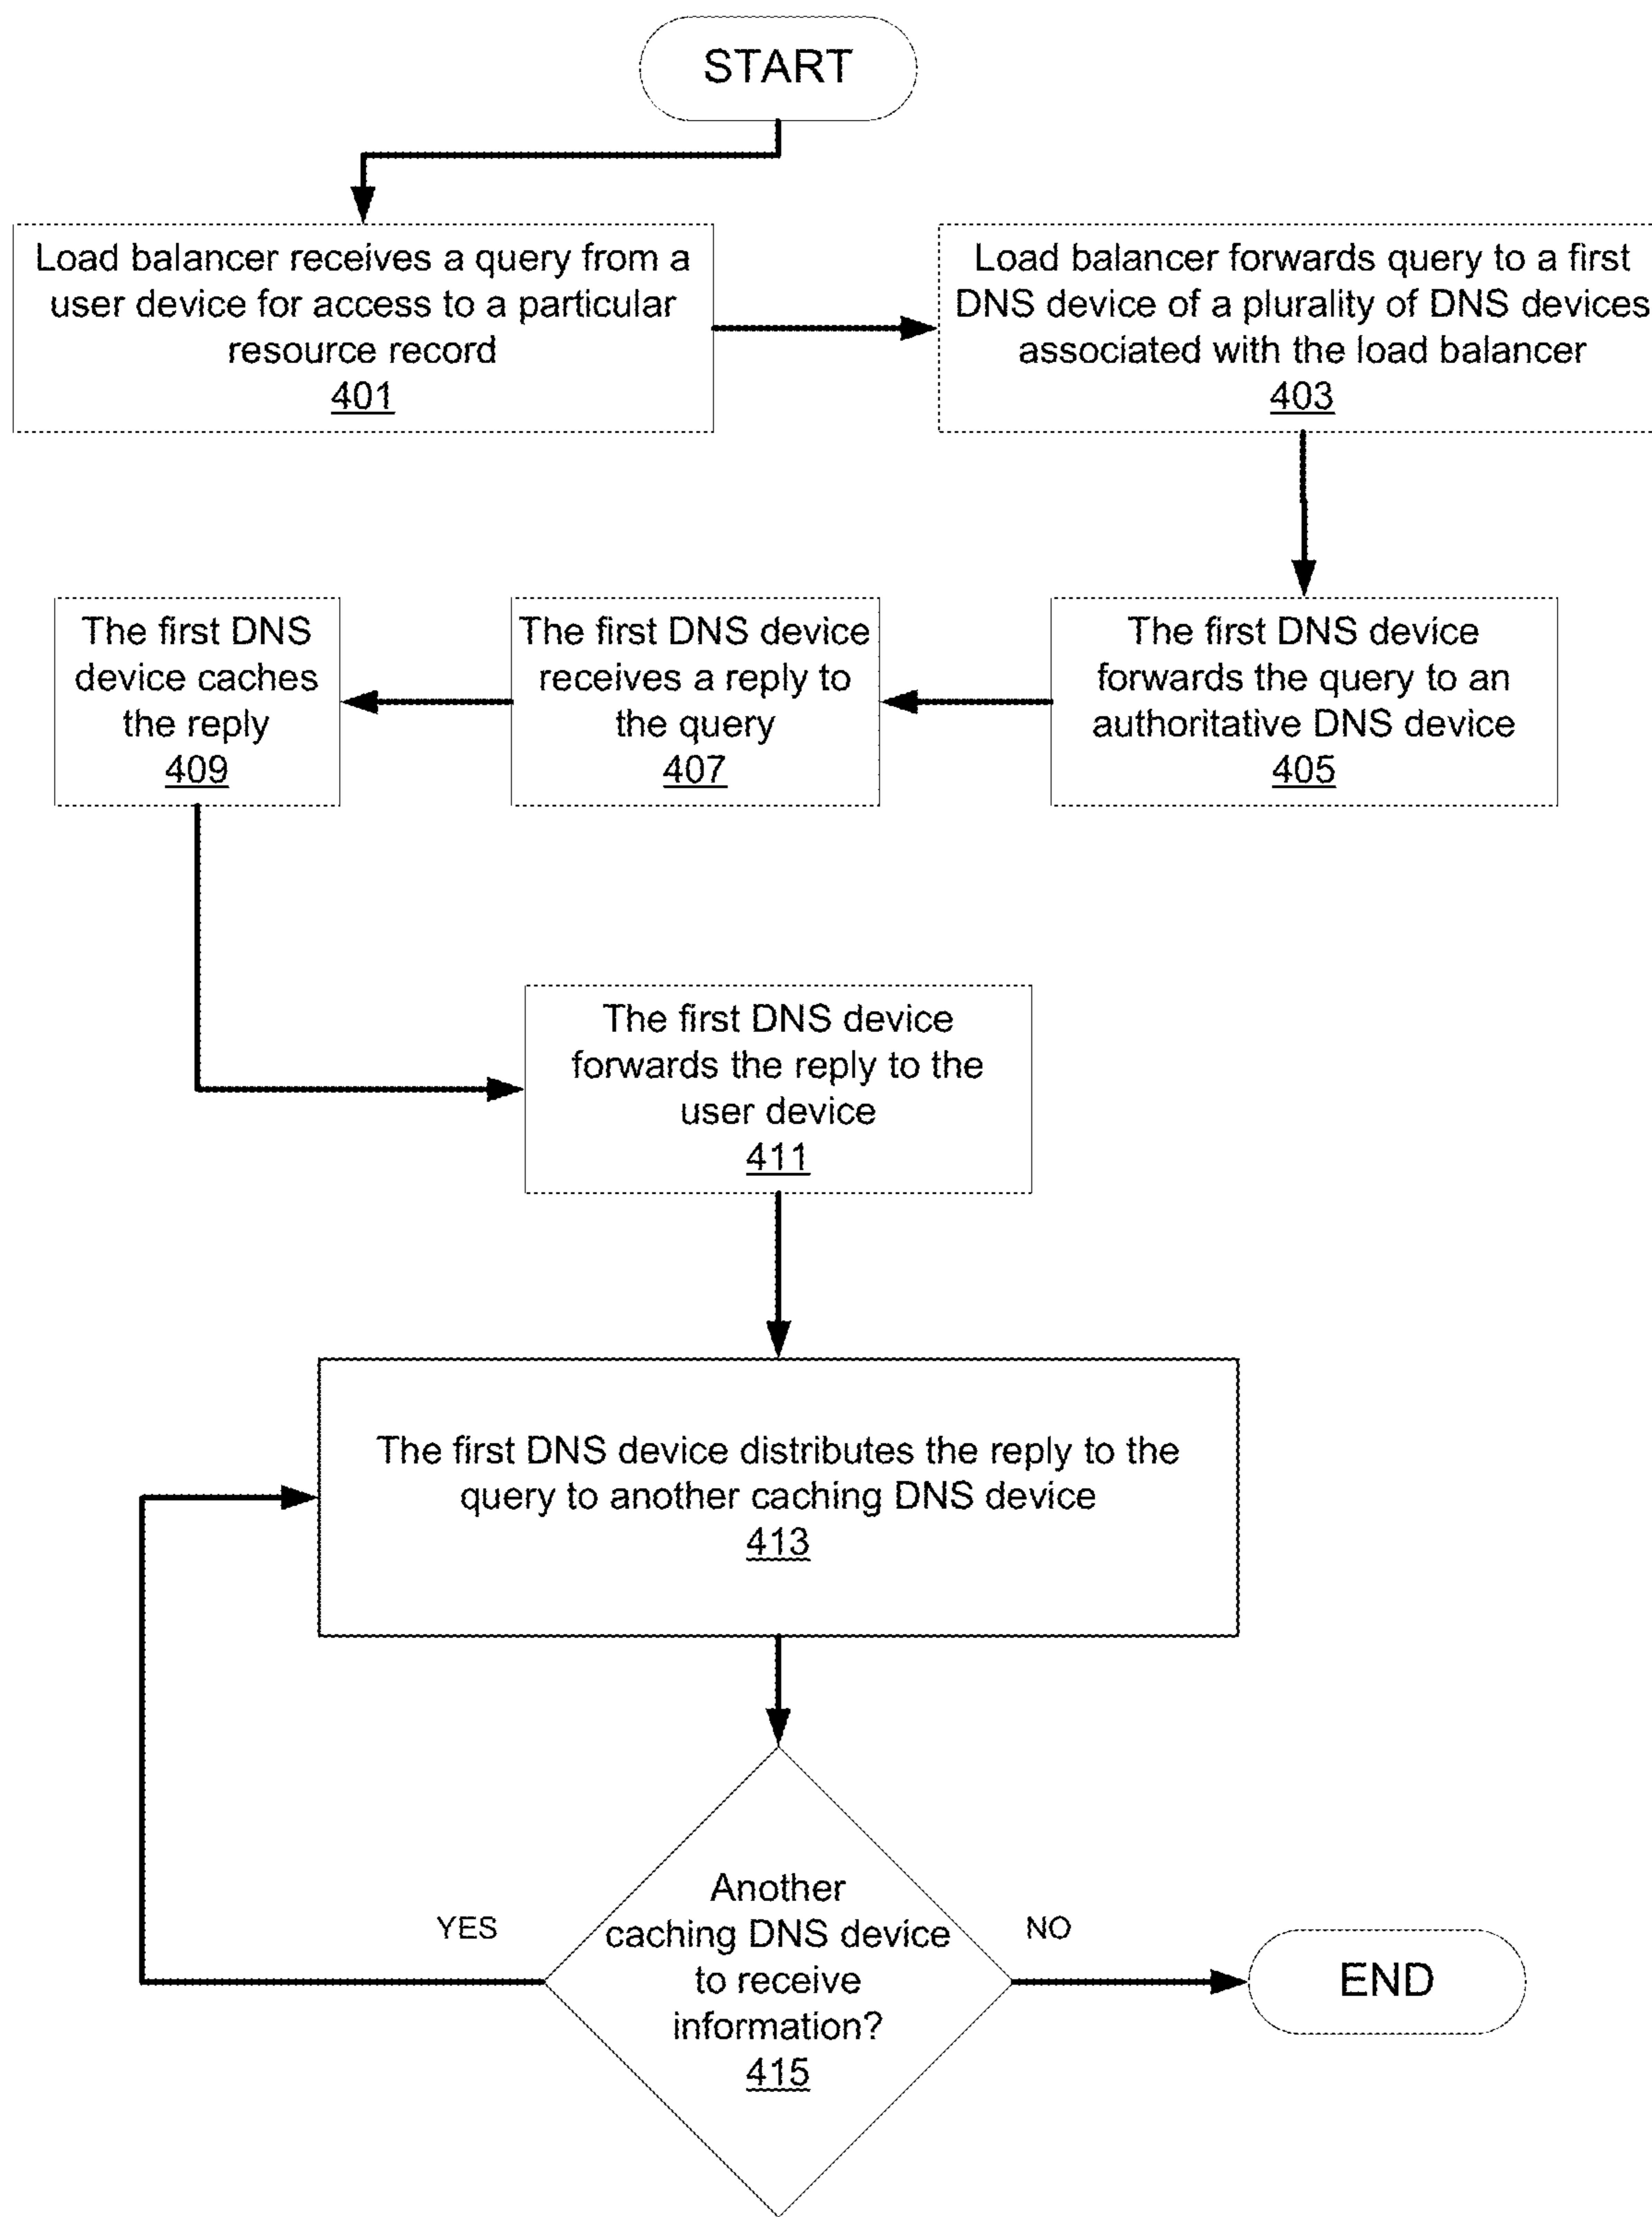 START
Load balancer receives a query from a
user device for access to a particular
resource record
401
Load balancer forwards query to a first
DNS device of a plurality of DNS devices
associated with the load balancer
403
The first DNS device
forwards the query to an
authoritative DNS device
405
The first DNS device
receives a reply to
the query
407
The first DNS
device caches
the reply
409
The first DNS device
forwards the reply to the
user device
411
The first DNS device distributes the reply to the
query to another caching DNS device
413
Another
caching DNS device
to receive
information?
415
YES
NO
END